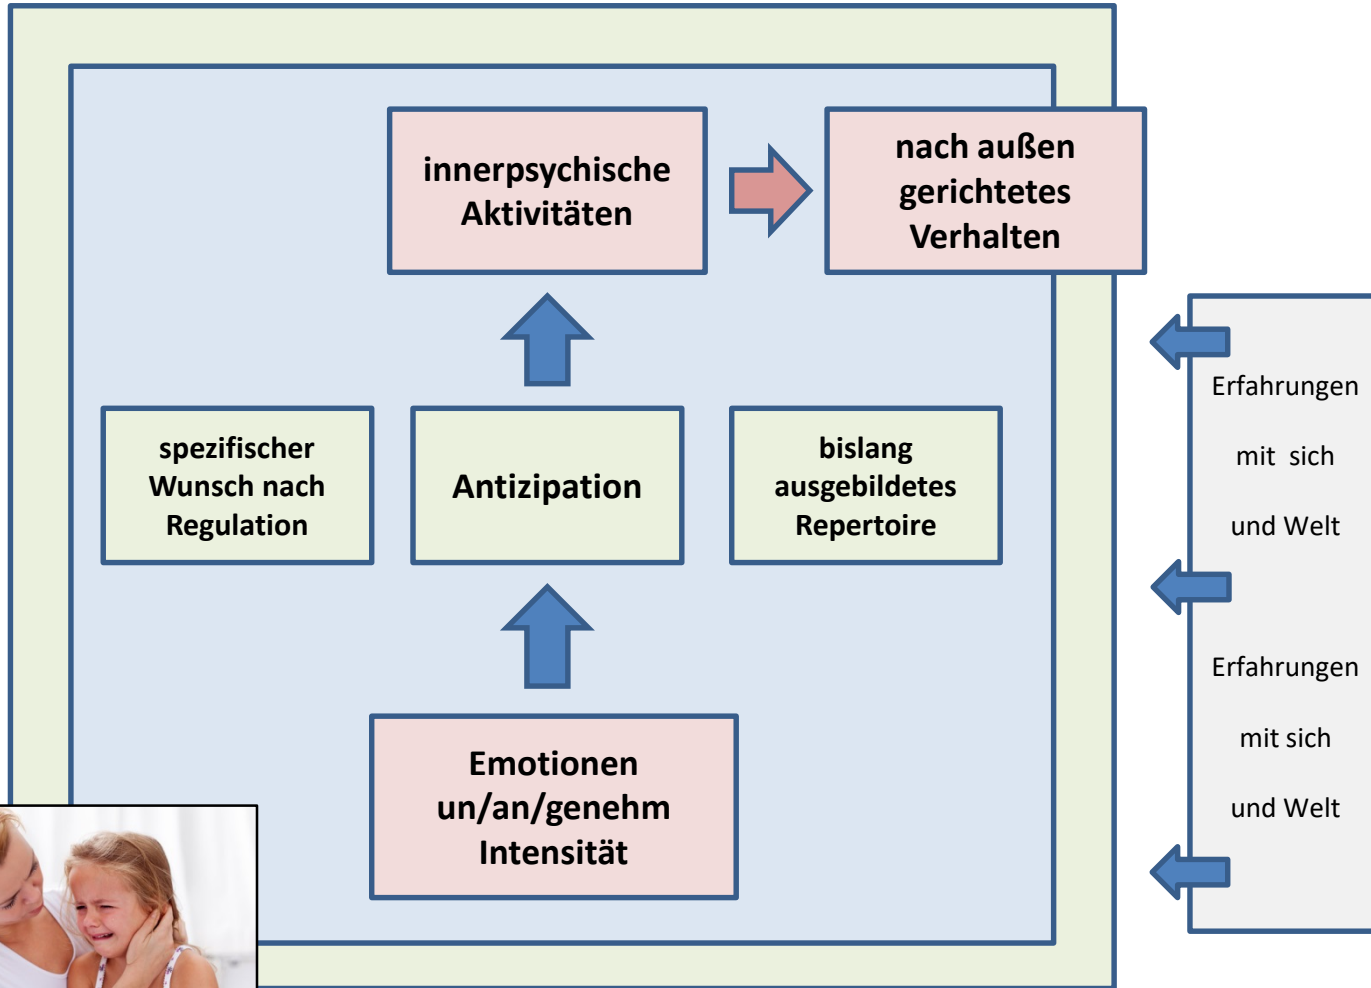 innerpsychische
Aktivitäten
nach außen
gerichtetes
Verhalten
spezifischer
Wunsch nach
Regulation
Antizipation
bislang
ausgebildetes
Repertoire
Emotionen
un/an/genehm
Intensität
Erfahrungen
mit sich
und Welt
Erfahrungen
mit sich
und Welt